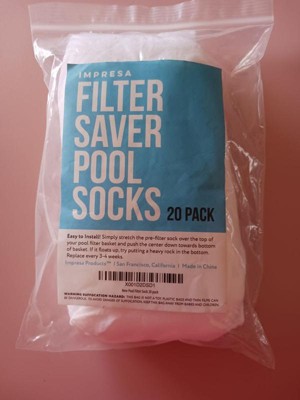 IMPRESA
FILTER
SAVER
POOL
SOCKS 20 PACK
Easy to Install! Simply stretch the pre-filter sock over the top of
your pool filter basket and push the center down towards bottom
of basket. If it floats up, try putting a heavy rock in the bottom.
Replace every 3-4 weeks.
Impresa Products™ | San Francisco, California | Made in China